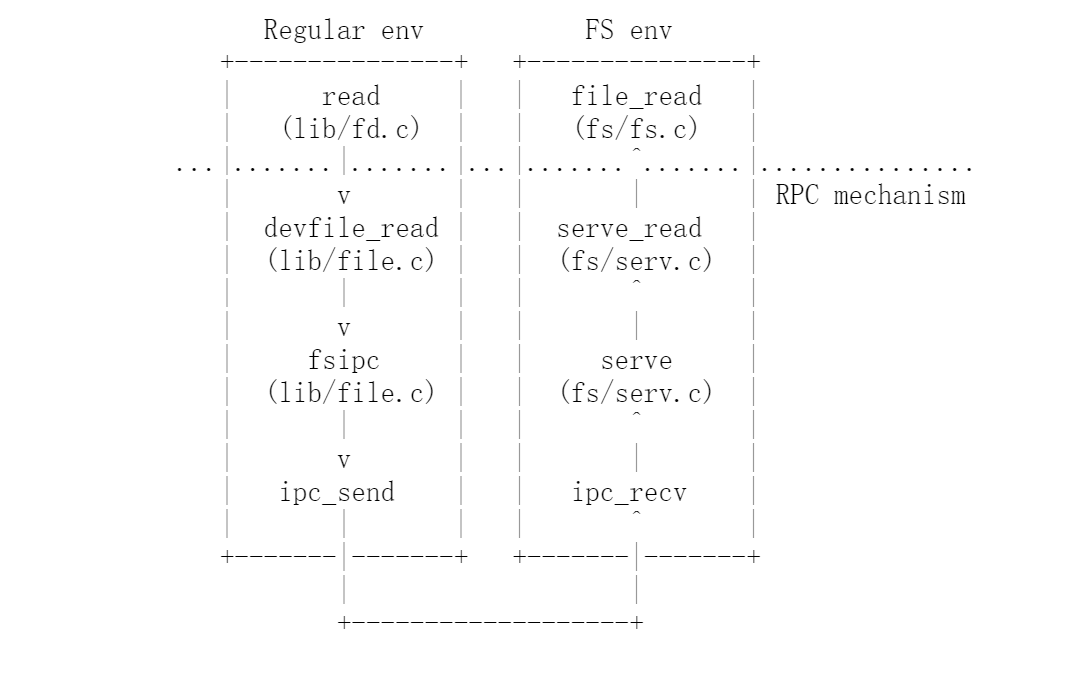 Regular env           FS env
+---------------+   +---------------+
|      read     |   |   file_read   |
|   (lib/fd.c)  |   |   (fs/fs.c)   |
...|.......|.......|...|.......^.......|...............
|       v       |   |       |       | RPC mechanism
|  devfile_read |   |  serve_read   |
|  (lib/file.c) |   |  (fs/serv.c)  |
|       |       |   |       ^       |
|       v       |   |       |       |
|     fsipc     |   |     serve     |
|  (lib/file.c) |   |  (fs/serv.c)  |
|       |       |   |       ^       |
|       v       |   |       |       |
|   ipc_send    |   |   ipc_recv    |
|       |       |   |       ^       |
+-------|-------+   +-------|-------+
|                   |
+-------------------+